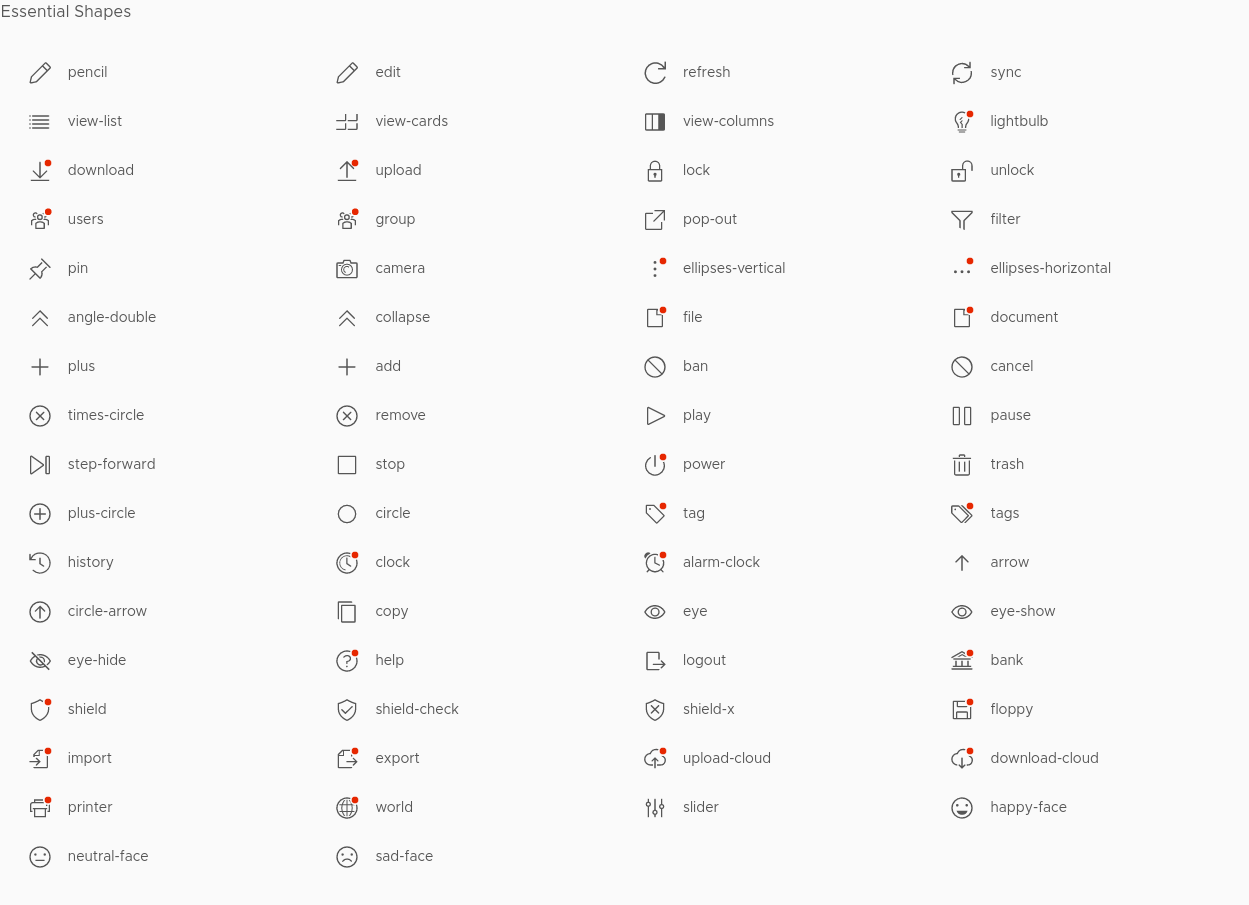 Essential Shapes
pencil edit refresh sync
view-list view-cards view-columns lightbulb
download upload lock unlock
users group pop-out filter
pin camera ellipses-vertical ellipses-horizontal
angle-double collapse file document
plus add ban cancel
times-circle remove play pause
step-forward stop power trash
plus-circle circle tag tags
history clock alarm-clock arrow
circle-arrow copy eye eye-show
eye-hide help logout bank
shield shield-check shield-x floppy
import export upload-cloud download-cloud
printer world slider happy-face
neutral-face sad-face